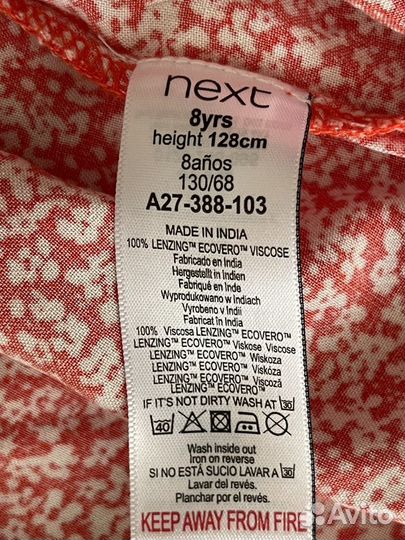 next
8yrs
height 128cm
8años
130/68
A27-388-103
MADE IN INDIA
100% LENZING™ ECOVERO™ VISCOSE
Fabricado en India
Hergestellt in Indien
Fabriqué en Inde
Wyprodukowano w Indiach
Vyrobeno v Indii
Fabricat în India
100% Viscosa LENZING™ ECOVERO™
LENZING™ ECOVERO™ Viskose Viscose
LENZING™ ECOVERO™ Wiskoza
LENZING™ ECOVERO™ Viskóza
LENZING™ ECOVERO™ Viscoză
IF IT'S NOT DIRTY WASH AT 30
40
Wash inside out
Iron on reverse
SI NO ESTÁ SUCIO LAVAR A 30
Lavar del revés.
Planchar por el revés.
KEEP AWAY FROM FIRE
Avito